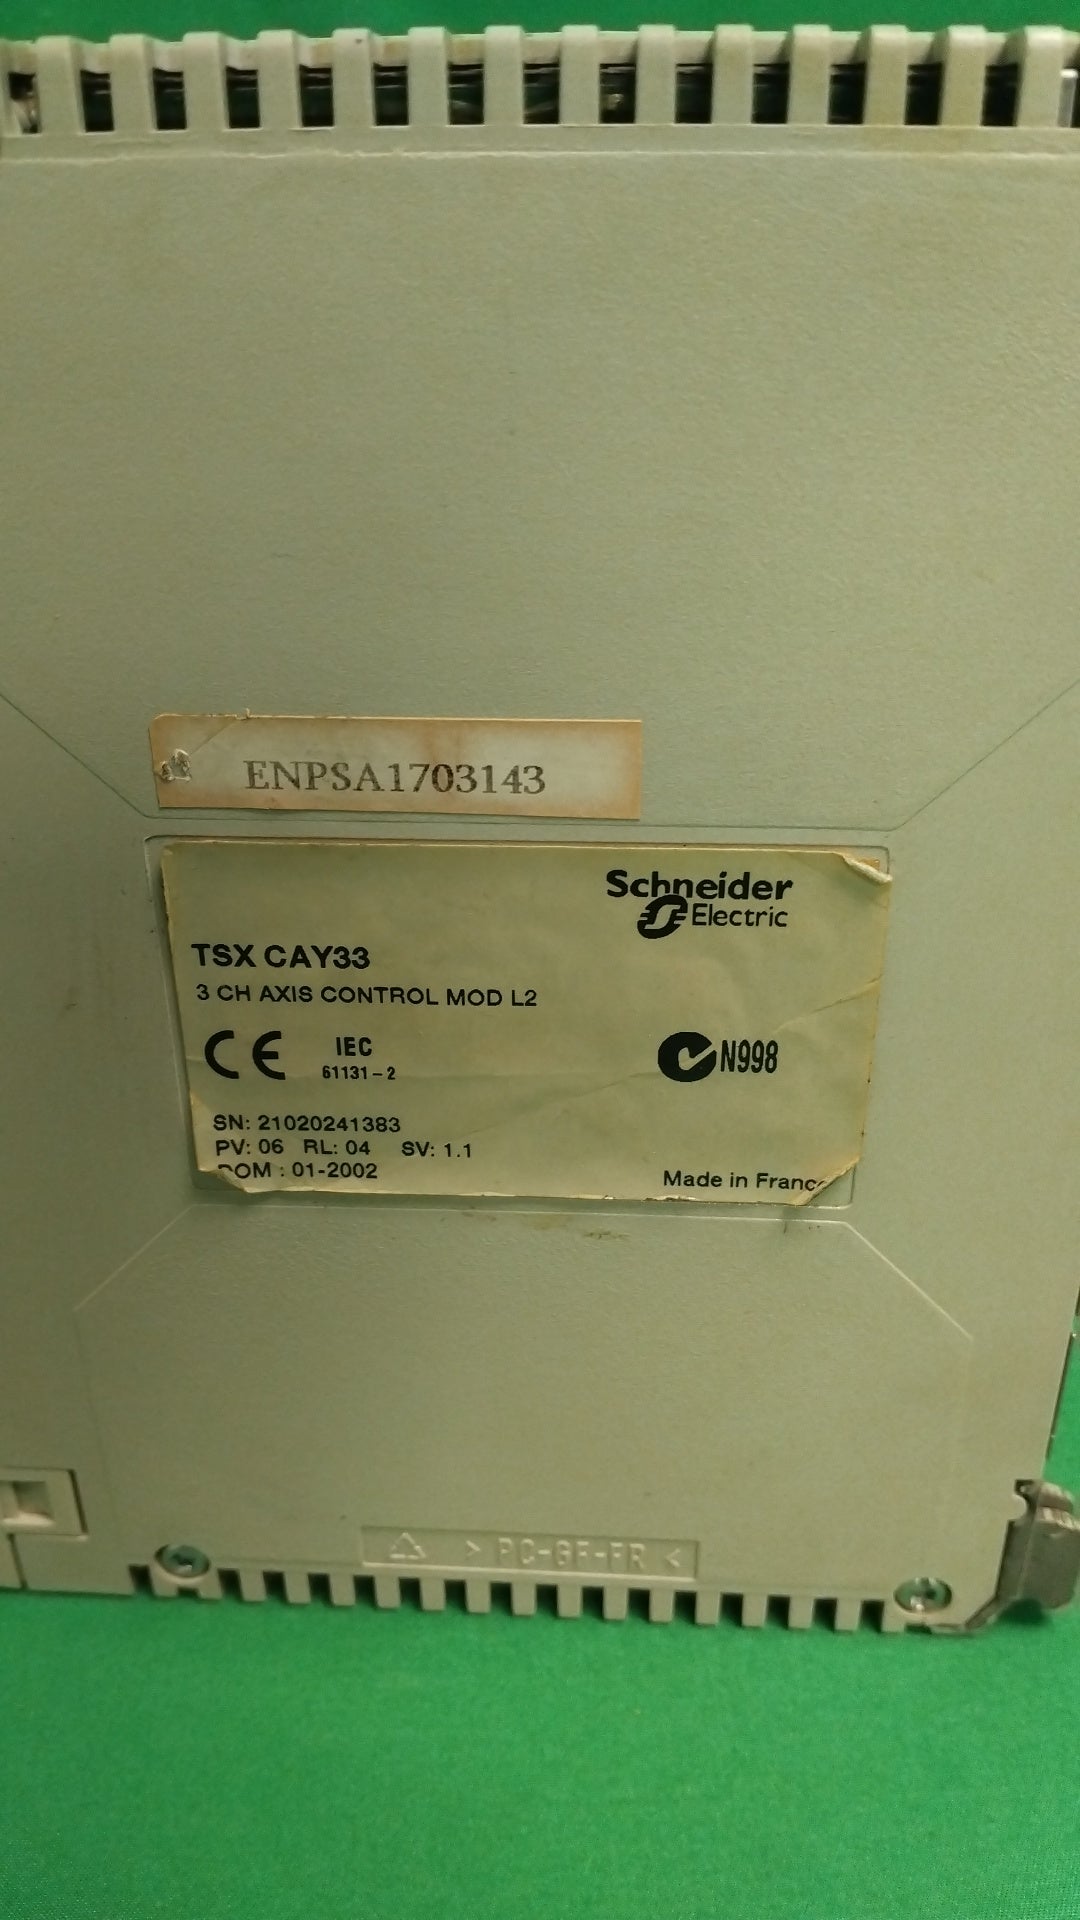 ENPSA1703143
Schneider
Electric
TSX CAY33
3 CH AXIS CONTROL MOD L2
CE IEC
61131-2
N998
SN: 21020241383
PV: 06 RL: 04 SV: 1.1
DOM : 01-2002
Made in France
> PC-GF-FR <